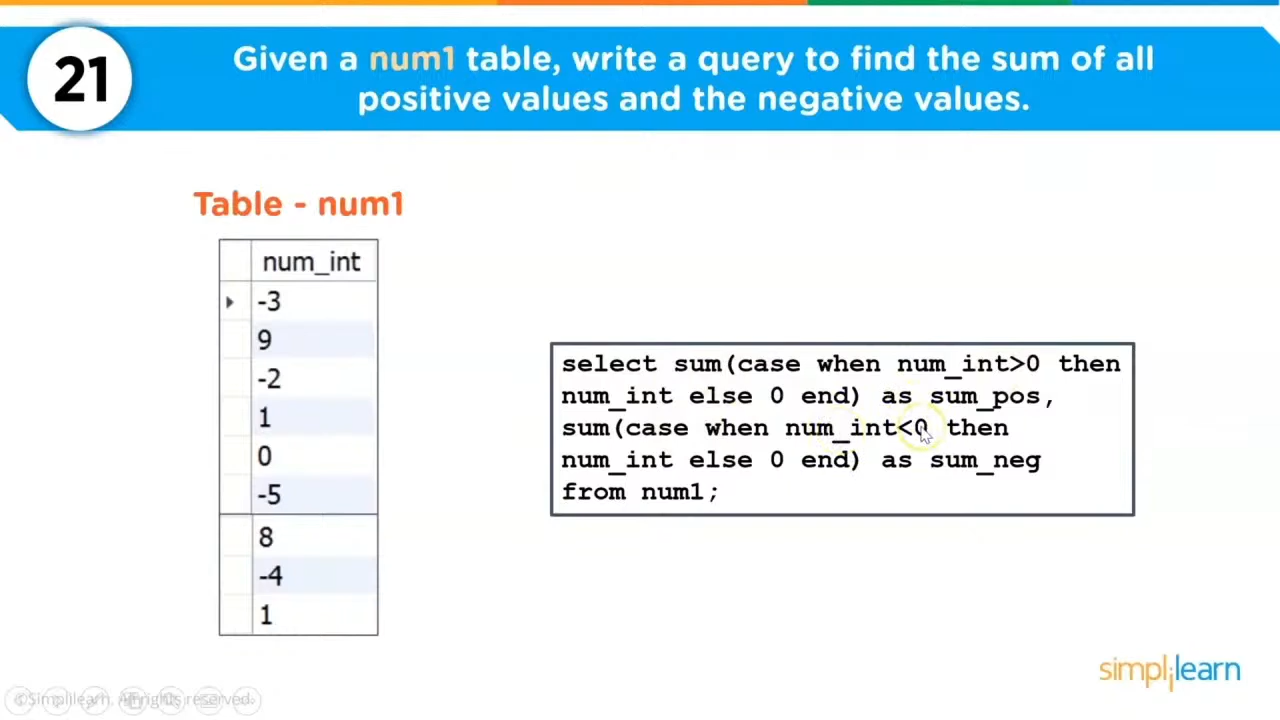 21
Given a num1 table, write a query to find the sum of all
positive values and the negative values.
Table - num1
num_int
-3
9
-2
1
0
-5
8
-4
1
select sum(case when num_int>0 then
num_int else 0 end) as sum_pos,
sum(case when num_int<0 then
num_int else 0 end) as sum_neg
from num1;
simplilearn
©Simplilearn. All rights reserved.